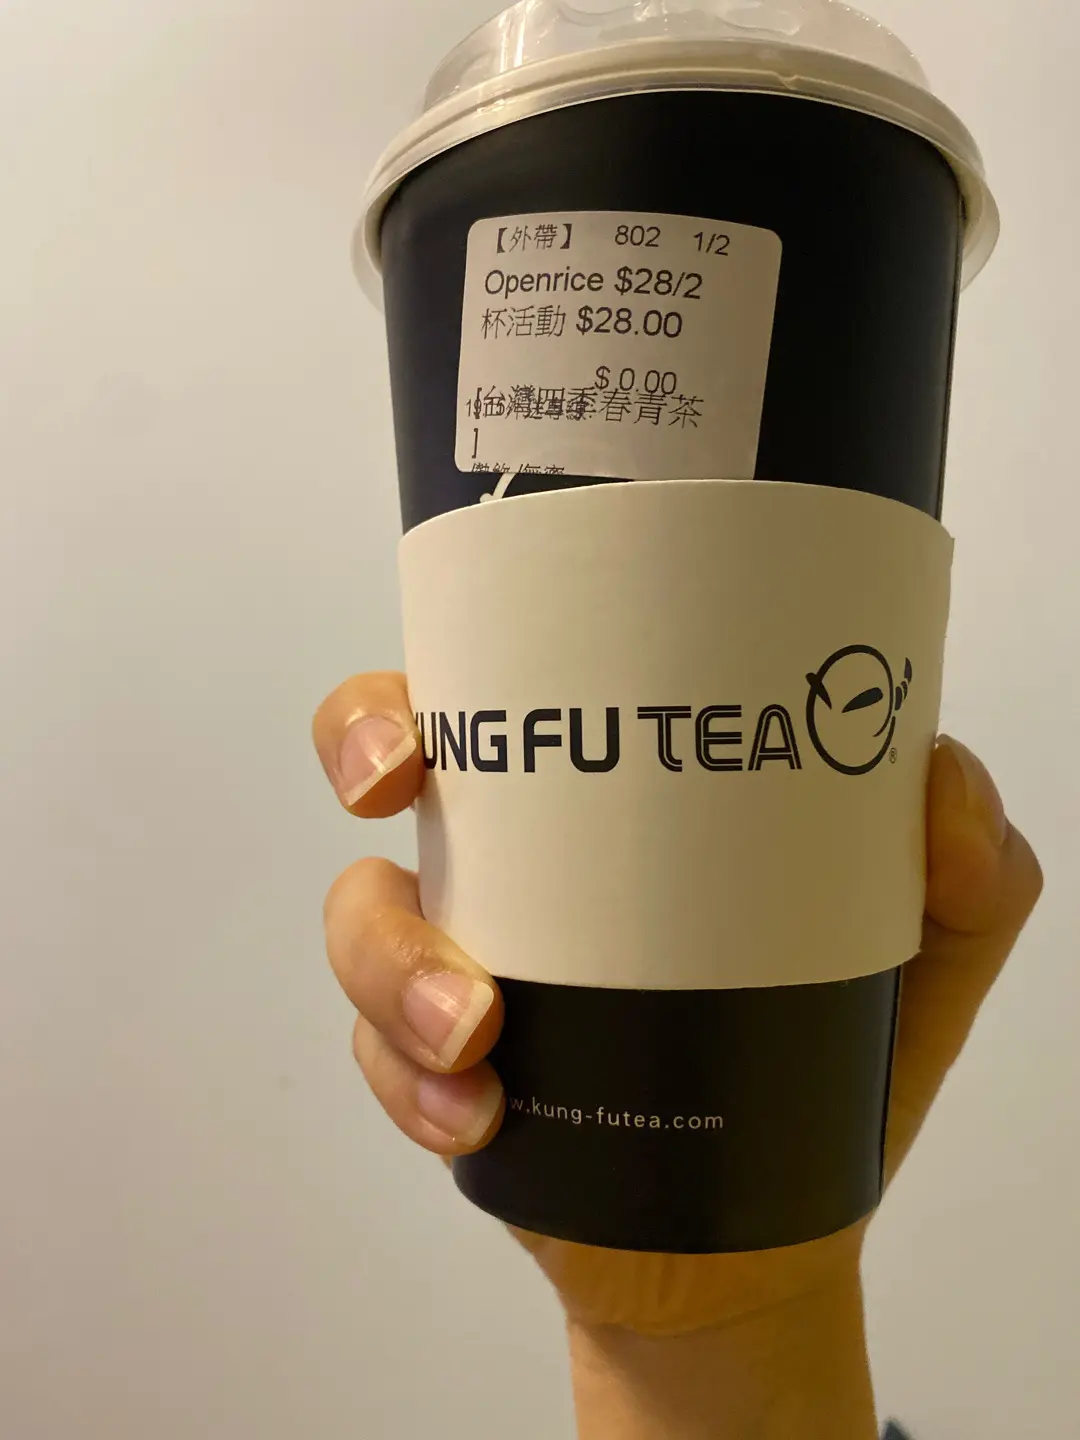 【外帶】 802 1/2
Openrice $28/2
杯活動 $28.00
$ 0.00
[台灣四季春青茶
]
KUNG FU TEA
®
w.kung-futea.com